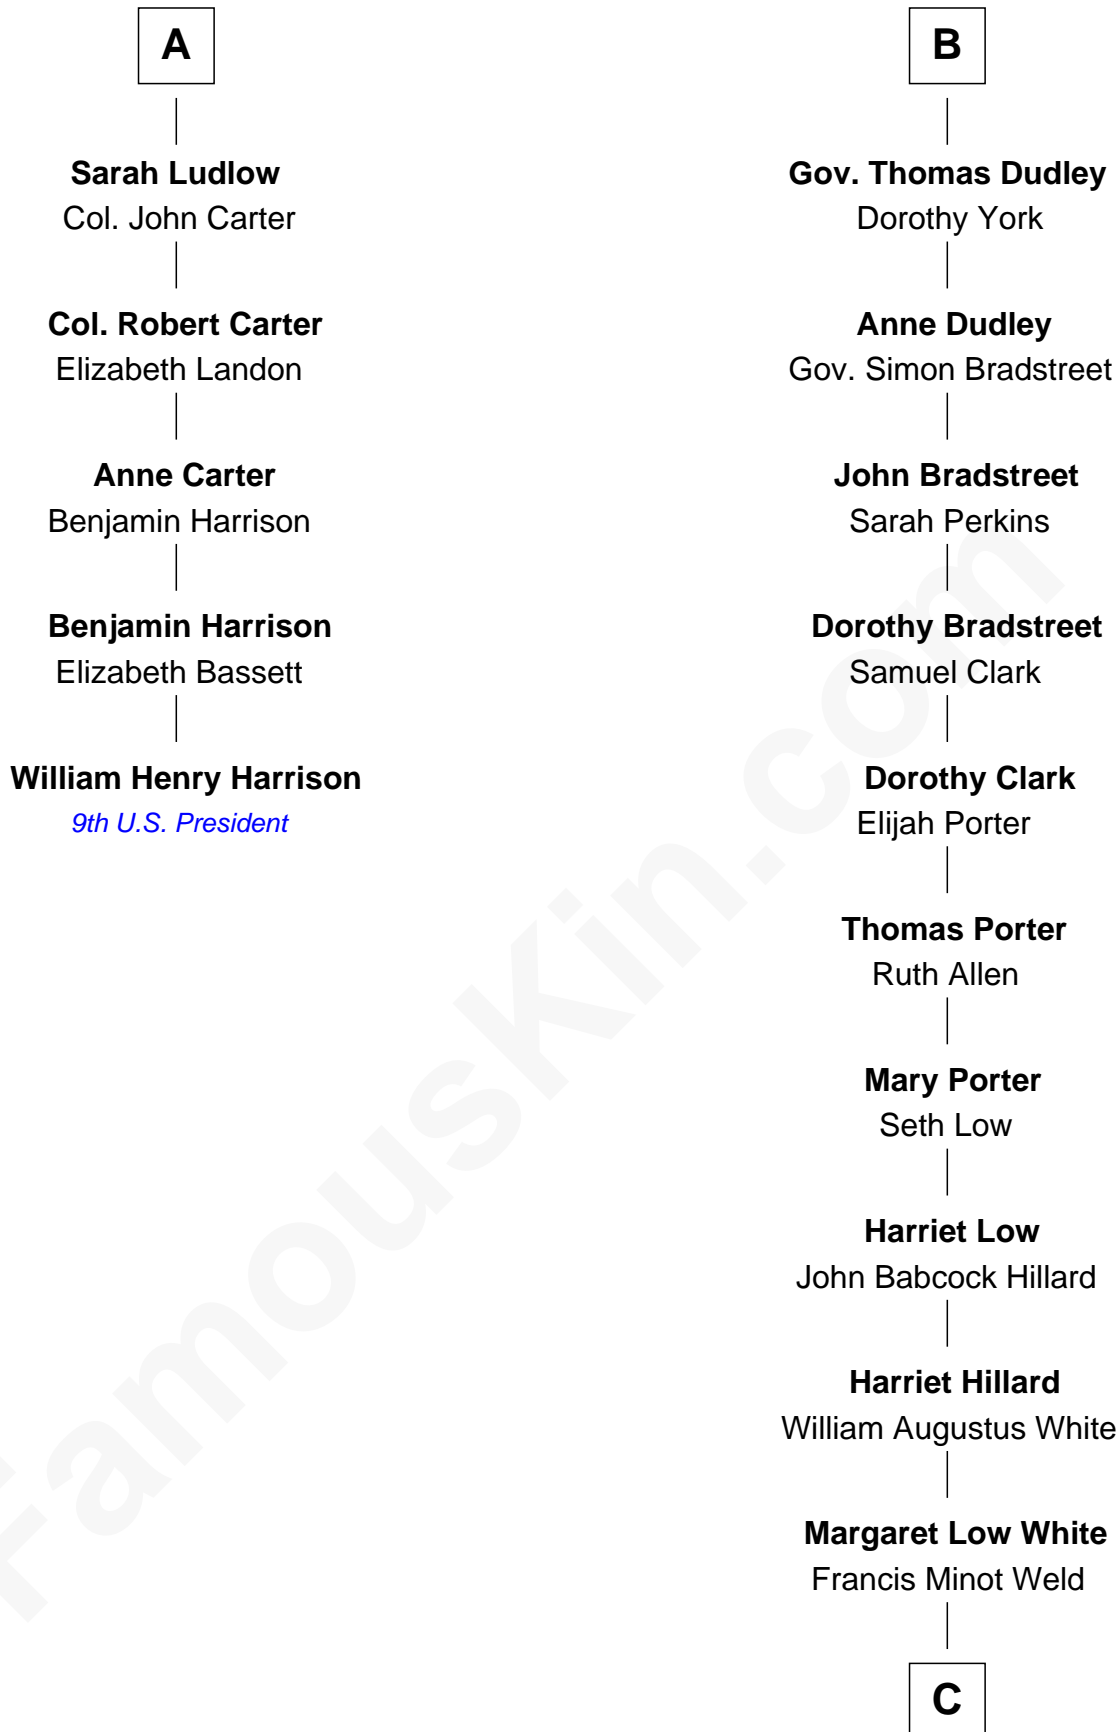 A
Sarah Ludlow
Col. John Carter
Col. Robert Carter
Elizabeth Landon
Anne Carter
Benjamin Harrison
Benjamin Harrison
Elizabeth Bassett
William Henry Harrison
9th U.S. President
B
Gov. Thomas Dudley
Dorothy York
Anne Dudley
Gov. Simon Bradstreet
John Bradstreet
Sarah Perkins
Dorothy Bradstreet
Samuel Clark
Dorothy Clark
Elijah Porter
Thomas Porter
Ruth Allen
Mary Porter
Seth Low
Harriet Low
John Babcock Hillard
Harriet Hillard
William Augustus White
Margaret Low White
Francis Minot Weld
C
FamousKin.com